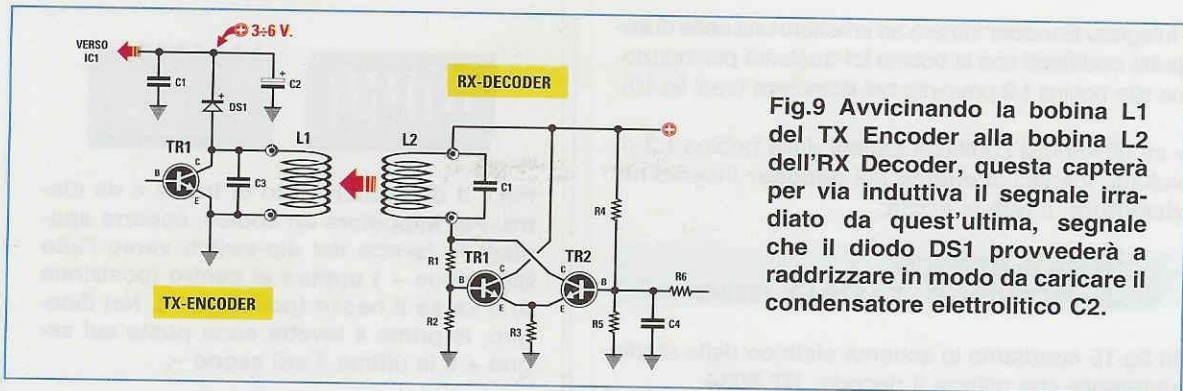 VERSO
IC1
3÷6 V.
C1
C2
DS1
TR1
B
C
E
C3
L1
TX-ENCODER
RX-DECODER
L2
C1
R4
R1
TR1
TR2
B
C
E
C
E
B
R6
R2
R3
R5
C4
Fig.9 Avvicinando la bobina L1
del TX Encoder alla bobina L2
dell'RX Decoder, questa capterà
per via induttiva il segnale irra-
diato da quest'ultima, segnale
che il diodo DS1 provvederà a
raddrizzare in modo da caricare il
condensatore elettrolitico C2.